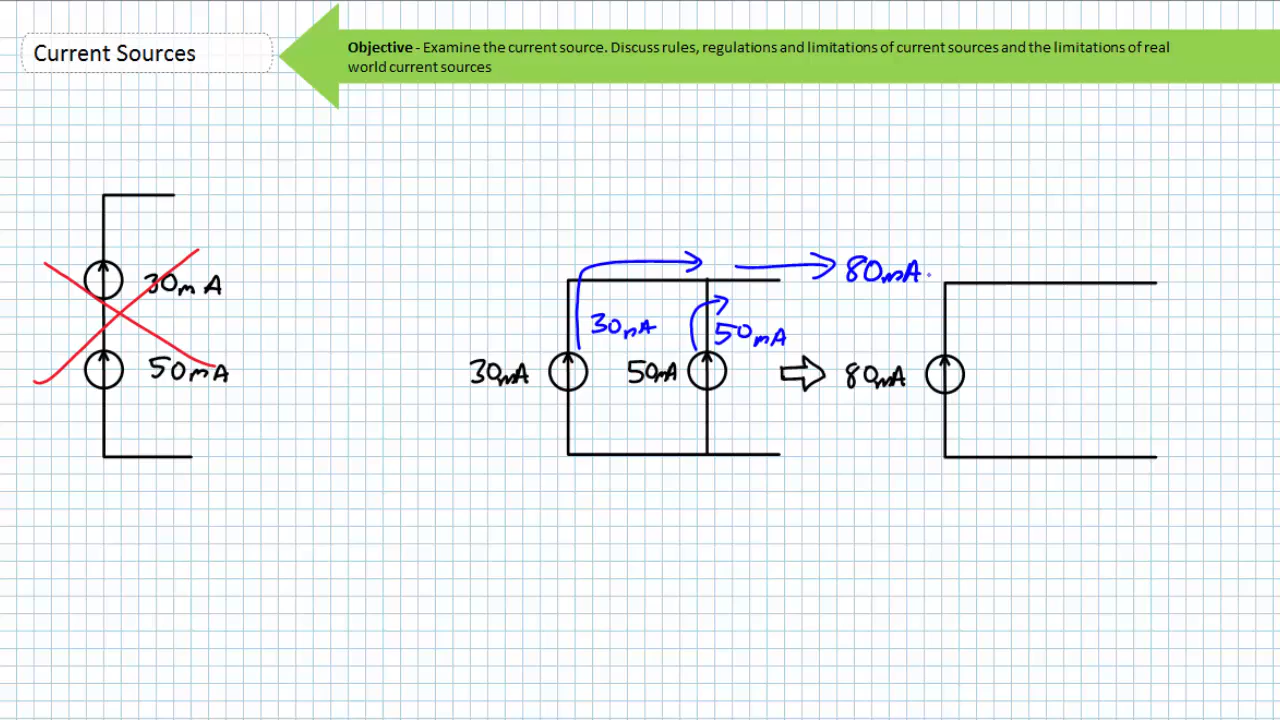 Current Sources
Objective - Examine the current source. Discuss rules, regulations and limitations of current sources and the limitations of real
world current sources
30mA
50mA
80mA.
30mA
50mA
30mA
50mA
80mA